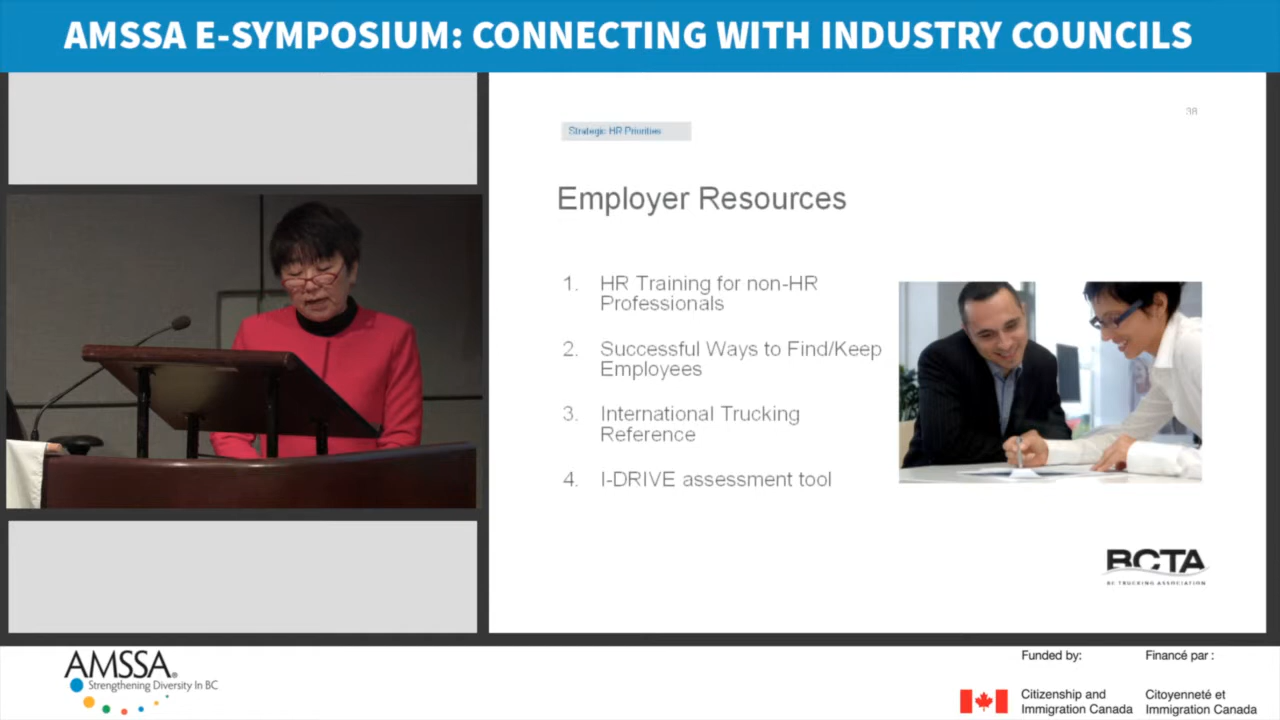 AMSSA E-SYMPOSIUM: CONNECTING WITH INDUSTRY COUNCILS
38
Strategic HR Priorities
Employer Resources
1. HR Training for non-HR
Professionals
2. Successful Ways to Find/Keep
Employees
3. International Trucking
Reference
4. I-DRIVE assessment tool
BCTA
BC TRUCKING ASSOCIATION
AMSSA®
Strengthening Diversity In BC
Funded by:
Financé par :
Citizenship and
Immigration Canada
Citoyenneté et
Immigration Canada